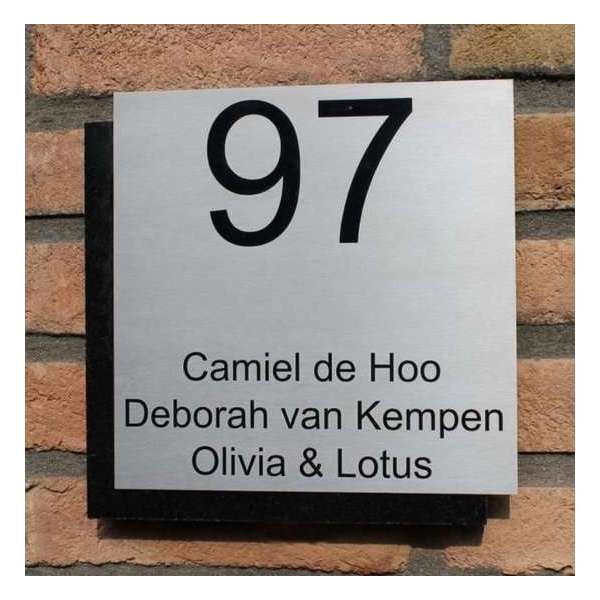 97
Camiel de Hoo
Deborah van Kempen
Olivia & Lotus